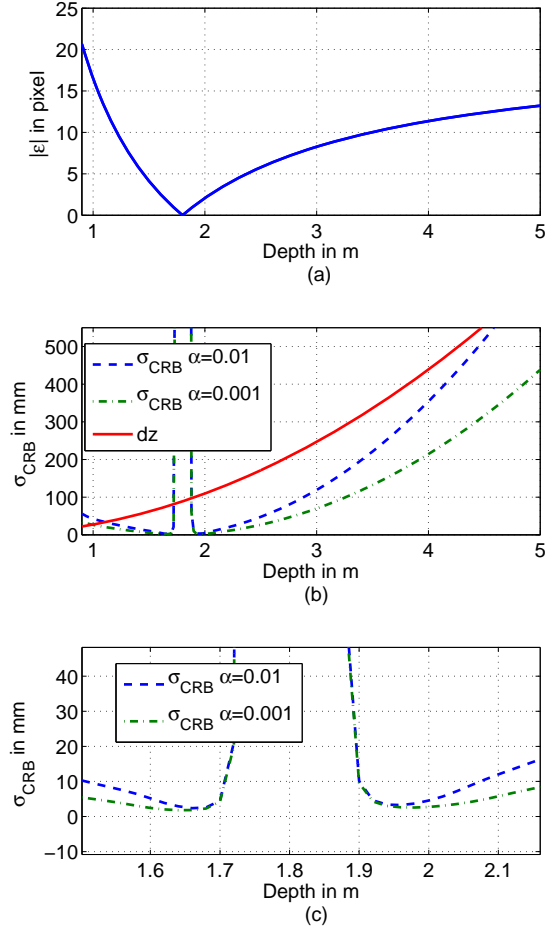 25
20
15
10
5
0
|ε| in pixel
1 2 3 4 5
Depth in m
(a)
500
400
300
200
100
0
σCRB in mm
σCRB α=0.01
σCRB α=0.001
dz
1 2 3 4 5
Depth in m
(b)
40
30
20
10
0
−10
σCRB in mm
σCRB α=0.01
σCRB α=0.001
1.6 1.7 1.8 1.9 2 2.1
Depth in m
(c)